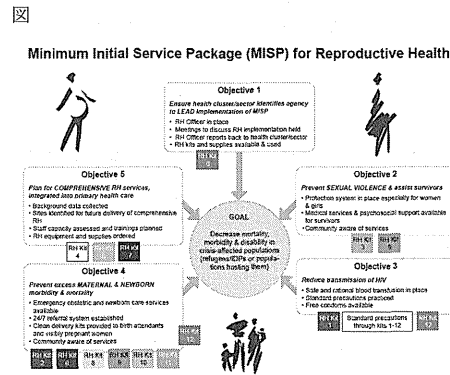 図
Minimum Initial Service Package (MISP) for Reproductive Health
Objective 1
Ensure health cluster/sector identifies agency
to LEAD implementation of MISP
• RH Officer in place
• Meetings to discuss RH implementation held
• RH Officer reports back to health cluster/sector
• RH kits and supplies available & used
RH Kit
Objective 5
Plan for COMPREHENSIVE RH services,
integrated into primary health care
• Background data collected
• Sites identified for future delivery of comprehensive
RH
• Staff capacity assessed and trainings planned
• RH equipment and supplies ordered
RH Kit
4
RH Kit
7
Objective 2
Prevent SEXUAL VIOLENCE & assist survivors
• Protection system in place especially for women
& girls
• Medical services & psychosocial support available
for survivors
• Community aware of services
RH Kit
3
RH Kit
9
GOAL
Decrease mortality,
morbidity & disability in
crisis-affected populations
(refugees/IDPs or popula-
tions hosting them)
Objective 4
Prevent excess MATERNAL & NEWBORN
morbidity & mortality
• Emergency obstetric and newborn care services
available
• 24/7 referral system established
• Clean delivery kits provided to birth attendants
and visibly pregnant women
• Community aware of services
RH Kit
2
RH Kit
6
RH Kit
8
RH Kit
9
RH Kit
10
RH Kit
11
RH Kit
12
Objective 3
Reduce transmission of HIV
• Safe and rational blood transfusion in place
• Standard precautions practiced
• Free condoms available
RH Kit
1
Standard precautions
through kits 1-12
RH Kit
12